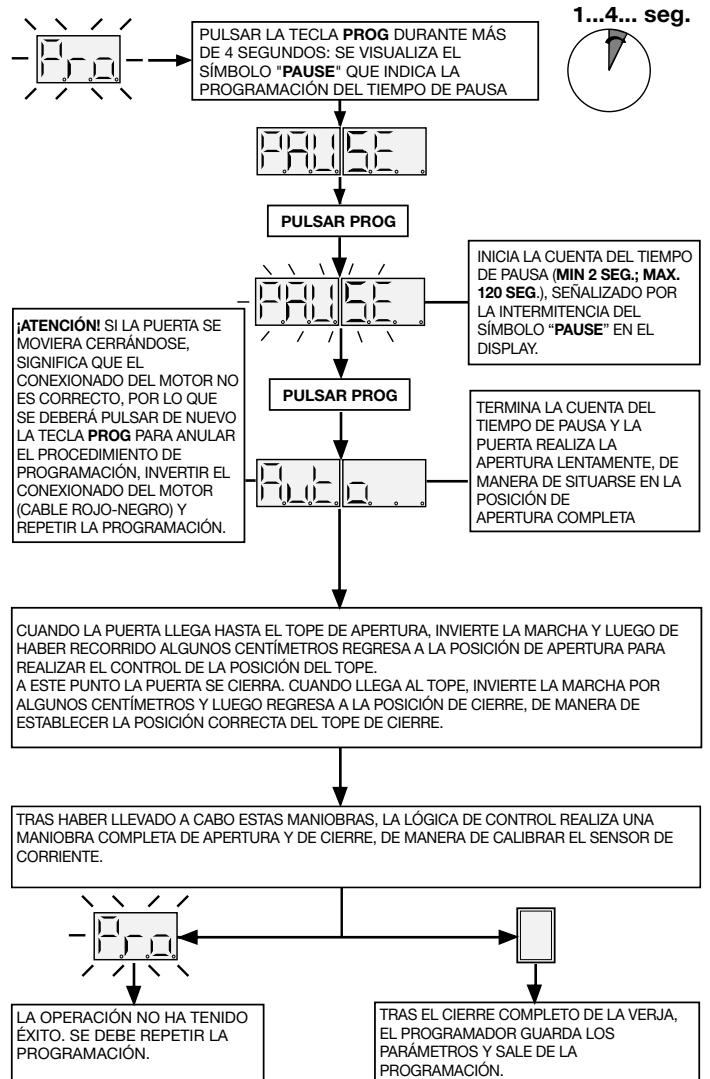 1...4... seg.
Pro
PULSAR LA TECLA PROG DURANTE MÁS
DE 4 SEGUNDOS: SE VISUALIZA EL
SÍMBOLO "PAUSE" QUE INDICA LA
PROGRAMACIÓN DEL TIEMPO DE PAUSA
PAUSE
PULSAR PROG
PAUSE
INICIA LA CUENTA DEL TIEMPO
DE PAUSA (MIN 2 SEG.; MAX.
120 SEG.), SEÑALIZADO POR
LA INTERMITENCIA DEL
SÍMBOLO “PAUSE” EN EL
DISPLAY.
¡ATENCIÓN! SI LA PUERTA SE
MOVIERA CERRÁNDOSE,
SIGNIFICA QUE EL
CONEXIONADO DEL MOTOR NO
ES CORRECTO, POR LO QUE
SE DEBERÁ PULSAR DE NUEVO
LA TECLA PROG PARA ANULAR
EL PROCEDIMIENTO DE
PROGRAMACIÓN, INVERTIR EL
CONEXIONADO DEL MOTOR
(CABLE ROJO-NEGRO) Y
REPETIR LA PROGRAMACIÓN.
PULSAR PROG
Auto
TERMINA LA CUENTA DEL
TIEMPO DE PAUSA Y LA
PUERTA REALIZA LA
APERTURA LENTAMENTE, DE
MANERA DE SITUARSE EN LA
POSICIÓN DE
APERTURA COMPLETA
CUANDO LA PUERTA LLEGA HASTA EL TOPE DE APERTURA, INVIERTE LA MARCHA Y LUEGO DE
HABER RECORRIDO ALGUNOS CENTÍMETROS REGRESA A LA POSICIÓN DE APERTURA PARA
REALIZAR EL CONTROL DE LA POSICIÓN DEL TOPE.
A ESTE PUNTO LA PUERTA SE CIERRA. CUANDO LLEGA AL TOPE, INVIERTE LA MARCHA POR
ALGUNOS CENTÍMETROS Y LUEGO REGRESA A LA POSICIÓN DE CIERRE, DE MANERA DE
ESTABLECER LA POSICIÓN CORRECTA DEL TOPE DE CIERRE.
TRAS HABER LLEVADO A CABO ESTAS MANIOBRAS, LA LÓGICA DE CONTROL REALIZA UNA
MANIOBRA COMPLETA DE APERTURA Y DE CIERRE, DE MANERA DE CALIBRAR EL SENSOR DE
CORRIENTE.
Pro
LA OPERACIÓN NO HA TENIDO
ÉXITO. SE DEBE REPETIR LA
PROGRAMACIÓN.
TRAS EL CIERRE COMPLETO DE LA VERJA,
EL PROGRAMADOR GUARDA LOS
PARÁMETROS Y SALE DE LA
PROGRAMACIÓN.